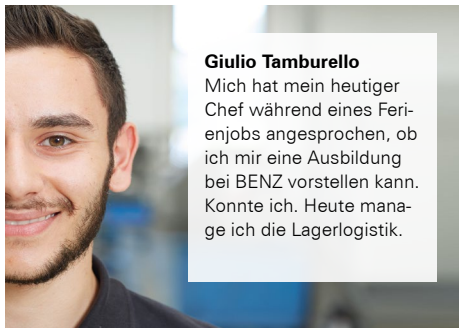 Giulio Tamburello
Mich hat mein heutiger
Chef während eines Feri-
enjobs angesprochen, ob
ich mir eine Ausbildung
bei BENZ vorstellen kann.
Konnte ich. Heute mana-
ge ich die Lagerlogistik.